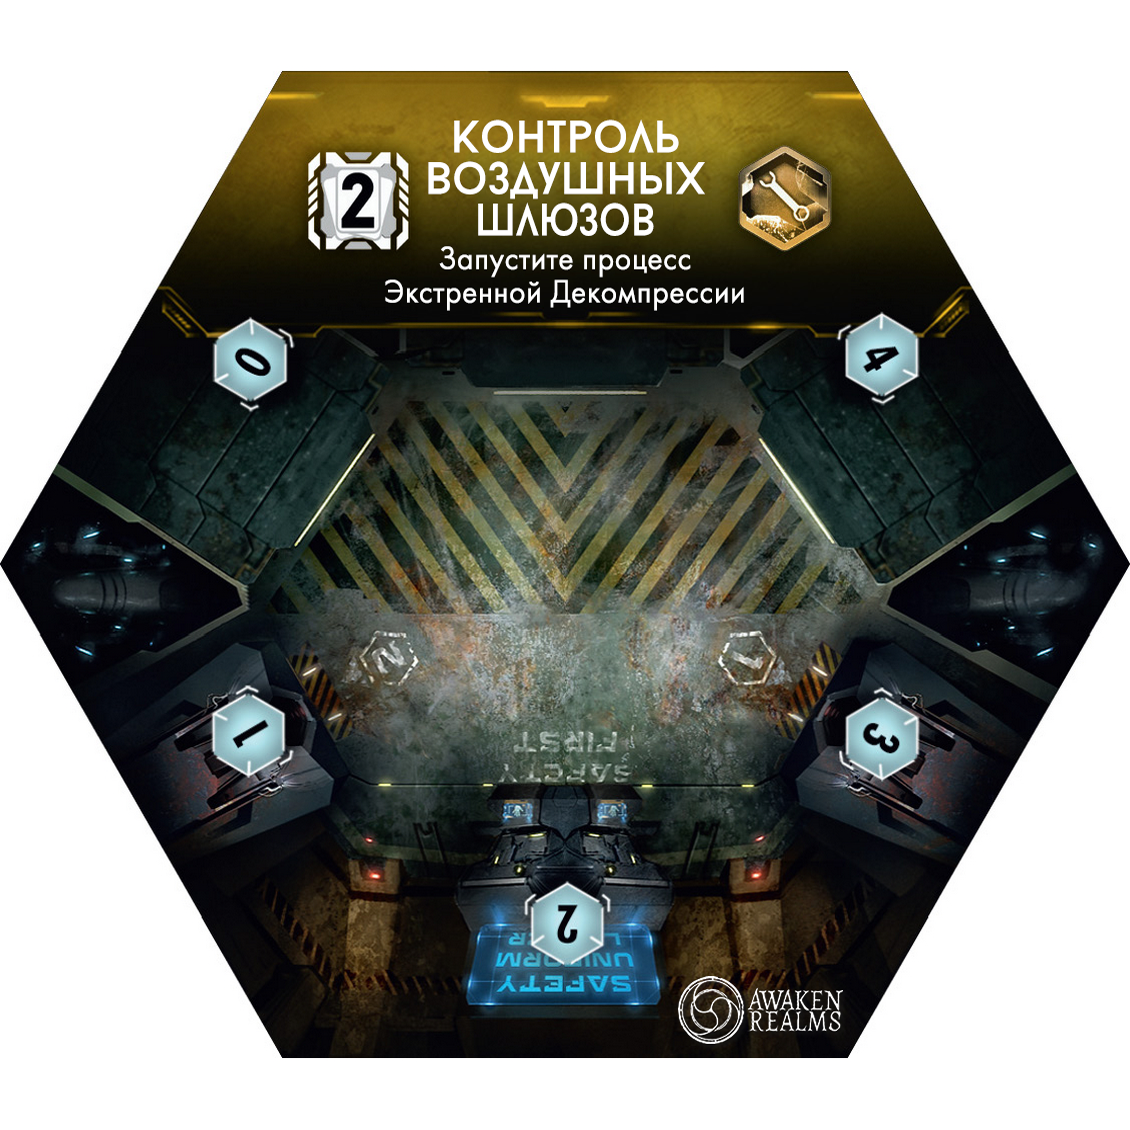 КОНТРОЛЬ
ВОЗДУШНЫХ
ШЛЮЗОВ
2
Запустите процесс
Экстренной Декомпрессии
0
4
1
3
SAFETY
FIRST
2
SAFETY
UNIFORM
AWAKEN
REALMS